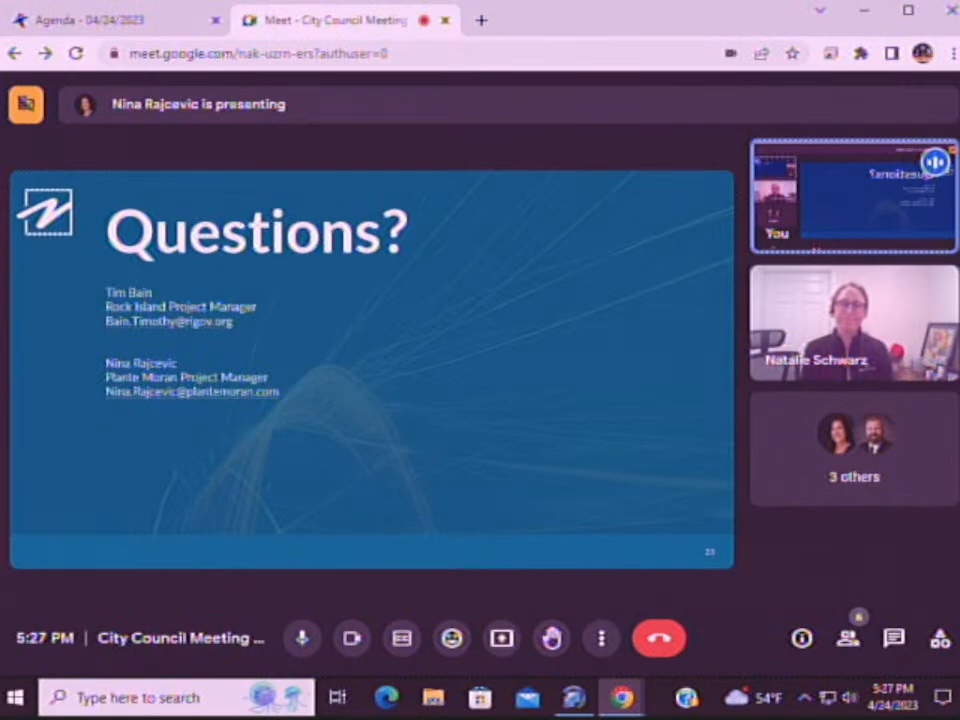 Agenda - 04/24/2023
Meet - City Council Meeting
meet.google.com/nak-uzm-ers?authuser=0
Nina Rajcevic is presenting
Questions?
Tim Bain
Rock Island Project Manager
Bain.Timothy@rigov.org
Nina Rajcevic
Plante Moran Project Manager
Nina.Rajcevic@plantemoran.com
23
Questions?
You
Natalie Schwarz
3 others
5:27 PM | City Council Meeting ...
6
Type here to search
54°F
5:27 PM
4/24/2023